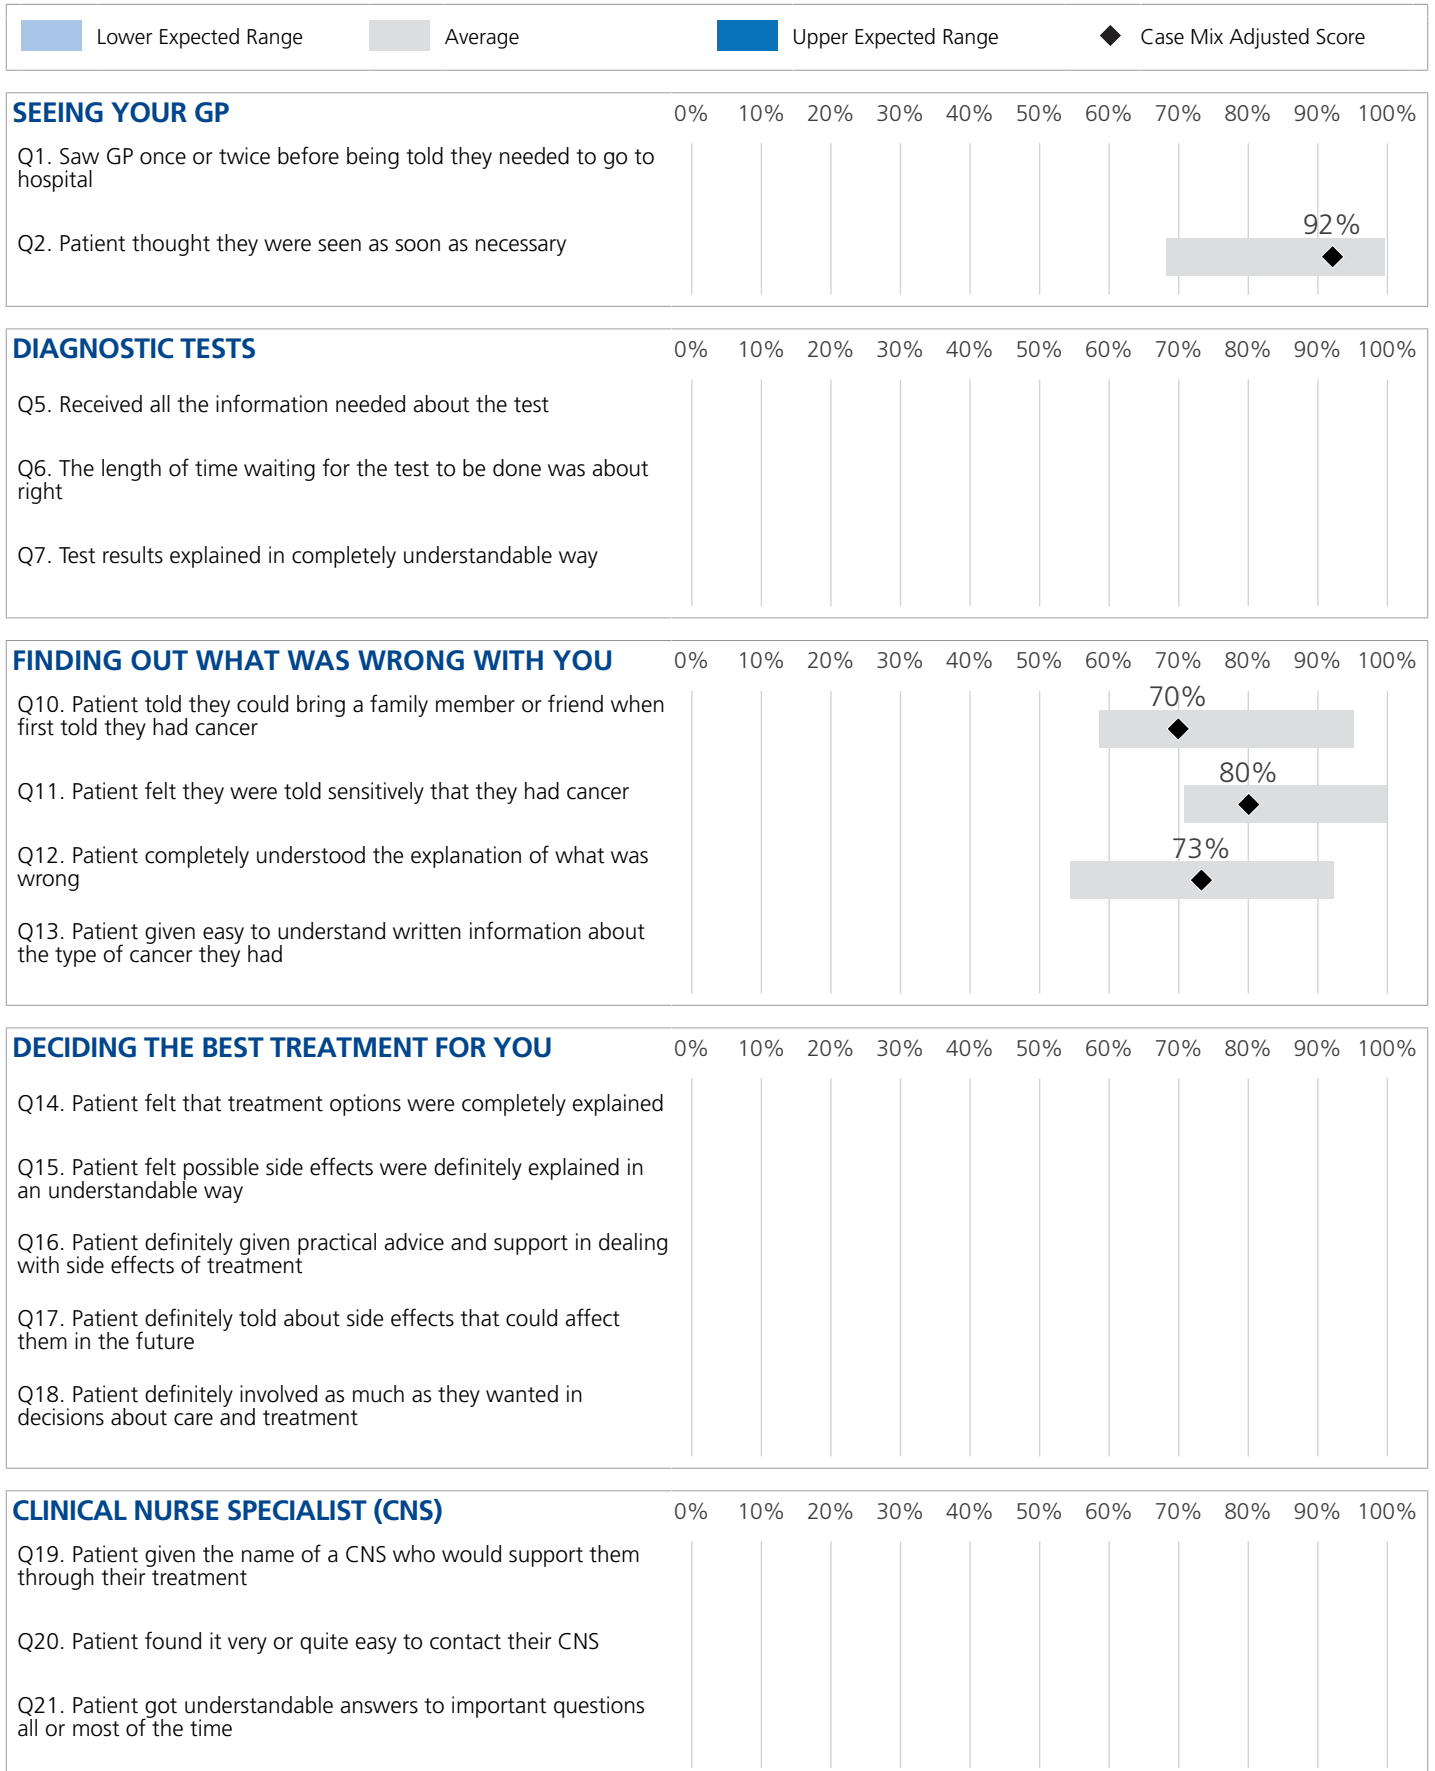 Lower Expected Range Average Upper Expected Range Case Mix Adjusted Score
SEEING YOUR GP 0% 10% 20% 30% 40% 50% 60% 70% 80% 90% 100%
Q1. Saw GP once or twice before being told they needed to go to
hospital
92%
Q2. Patient thought they were seen as soon as necessary
DIAGNOSTIC TESTS 0% 10% 20% 30% 40% 50% 60% 70% 80% 90% 100%
Q5. Received all the information needed about the test
Q6. The length of time waiting for the test to be done was about
right
Q7. Test results explained in completely understandable way
FINDING OUT WHAT WAS WRONG WITH YOU 0% 10% 20% 30% 40% 50% 60% 70% 80% 90% 100%
70%
Q10. Patient told they could bring a family member or friend when
first told they had cancer
80%
Q11. Patient felt they were told sensitively that they had cancer
73%
Q12. Patient completely understood the explanation of what was
wrong
Q13. Patient given easy to understand written information about
the type of cancer they had
DECIDING THE BEST TREATMENT FOR YOU 0% 10% 20% 30% 40% 50% 60% 70% 80% 90% 100%
Q14. Patient felt that treatment options were completely explained
Q15. Patient felt possible side effects were definitely explained in
an understandable way
Q16. Patient definitely given practical advice and support in dealing
with side effects of treatment
Q17. Patient definitely told about side effects that could affect
them in the future
Q18. Patient definitely involved as much as they wanted in
decisions about care and treatment
CLINICAL NURSE SPECIALIST (CNS) 0% 10% 20% 30% 40% 50% 60% 70% 80% 90% 100%
Q19. Patient given the name of a CNS who would support them
through their treatment
Q20. Patient found it very or quite easy to contact their CNS
Q21. Patient got understandable answers to important questions
all or most of the time